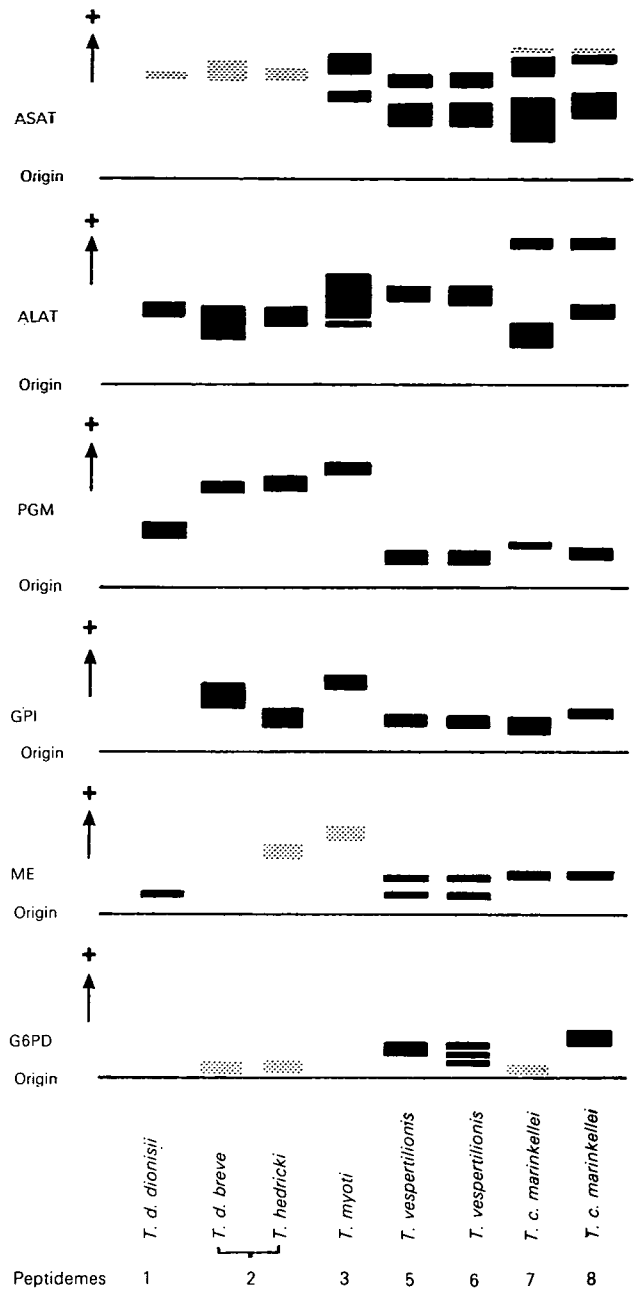 +
ASAT
Origin
+
ALAT
Origin
+
PGM
Origin
+
GPI
Origin
+
ME
Origin
+
G6PD
Origin
T. d. dionisii
T. d. breve
T. hedricki
T. myoti
T. vespertilionis
T. vespertilionis
T. c. marinkellei
T. c. marinkellei
Peptidemes 1 2 3 5 6 7 8